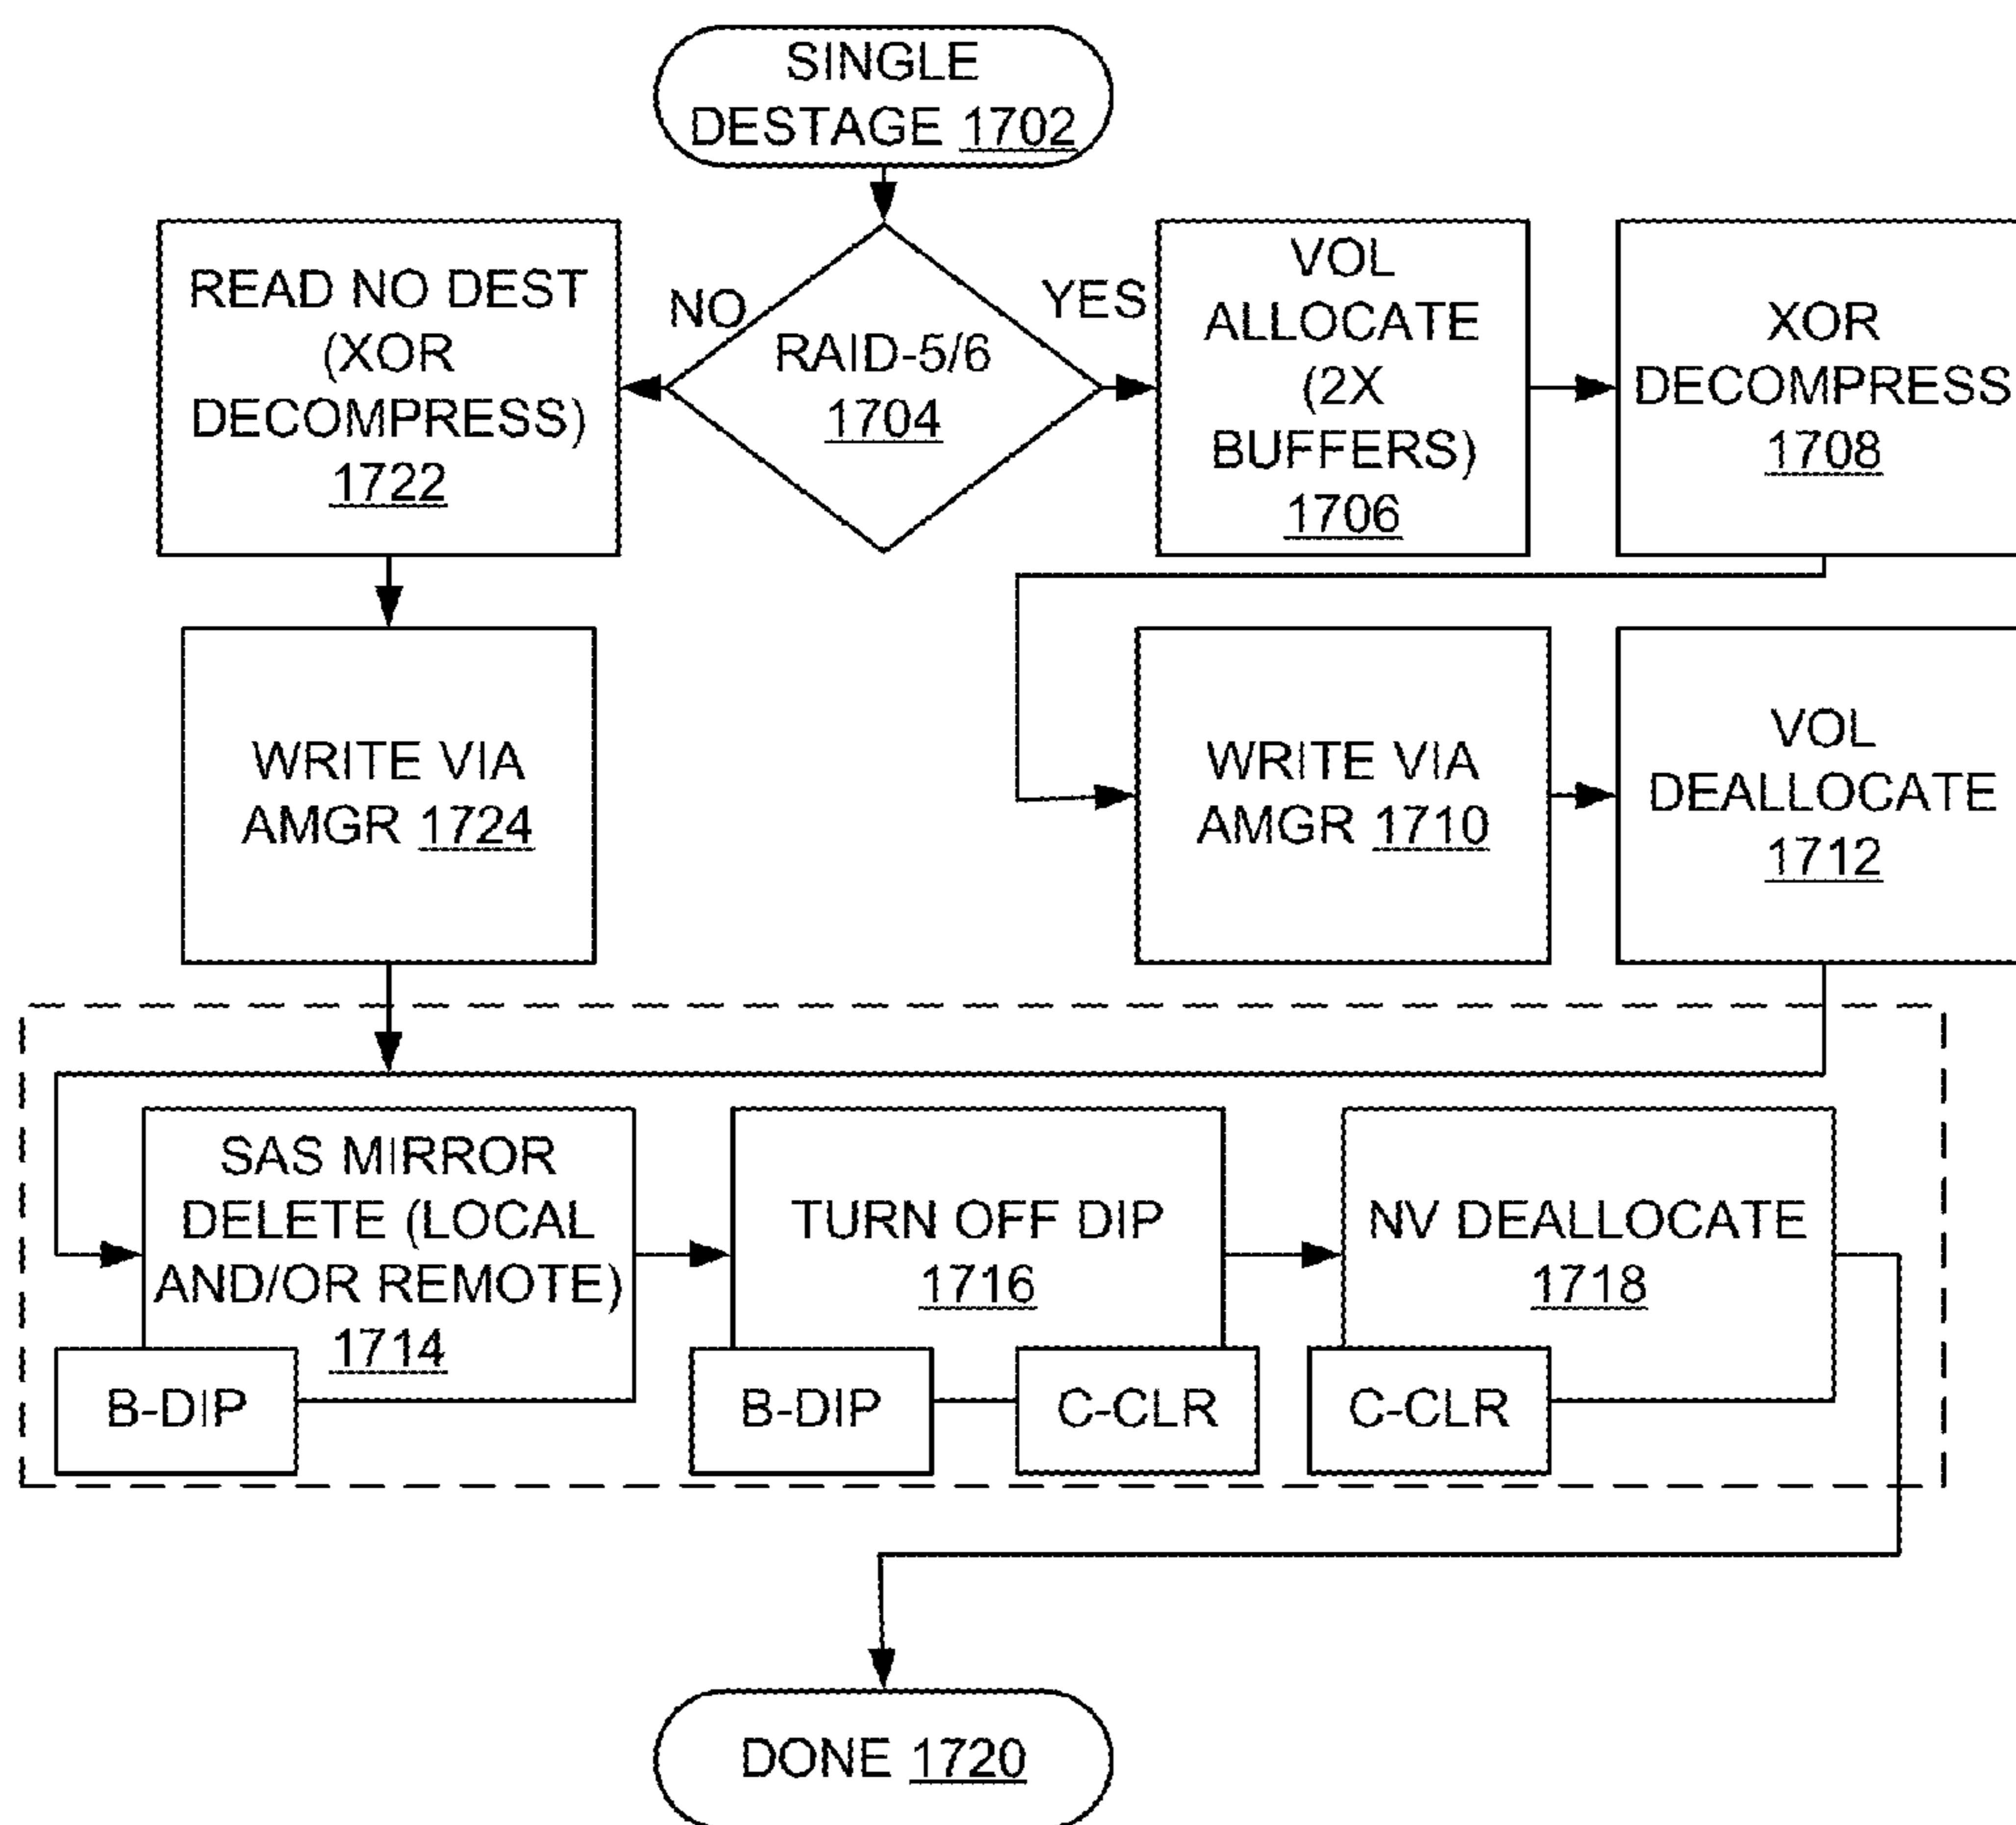 SINGLE
DESTAGE 1702
READ NO DEST
(XOR
DECOMPRESS)
1722
NO
RAID-5/6
1704
YES
VOL
ALLOCATE
(2X
BUFFERS)
1706
XOR
DECOMPRESS
1708
WRITE VIA
AMGR 1724
WRITE VIA
AMGR 1710
VOL
DEALLOCATE
1712
SAS MIRROR
DELETE (LOCAL
AND/OR REMOTE)
1714
B-DIP
TURN OFF DIP
1716
B-DIP
C-CLR
NV DEALLOCATE
1718
C-CLR
DONE 1720